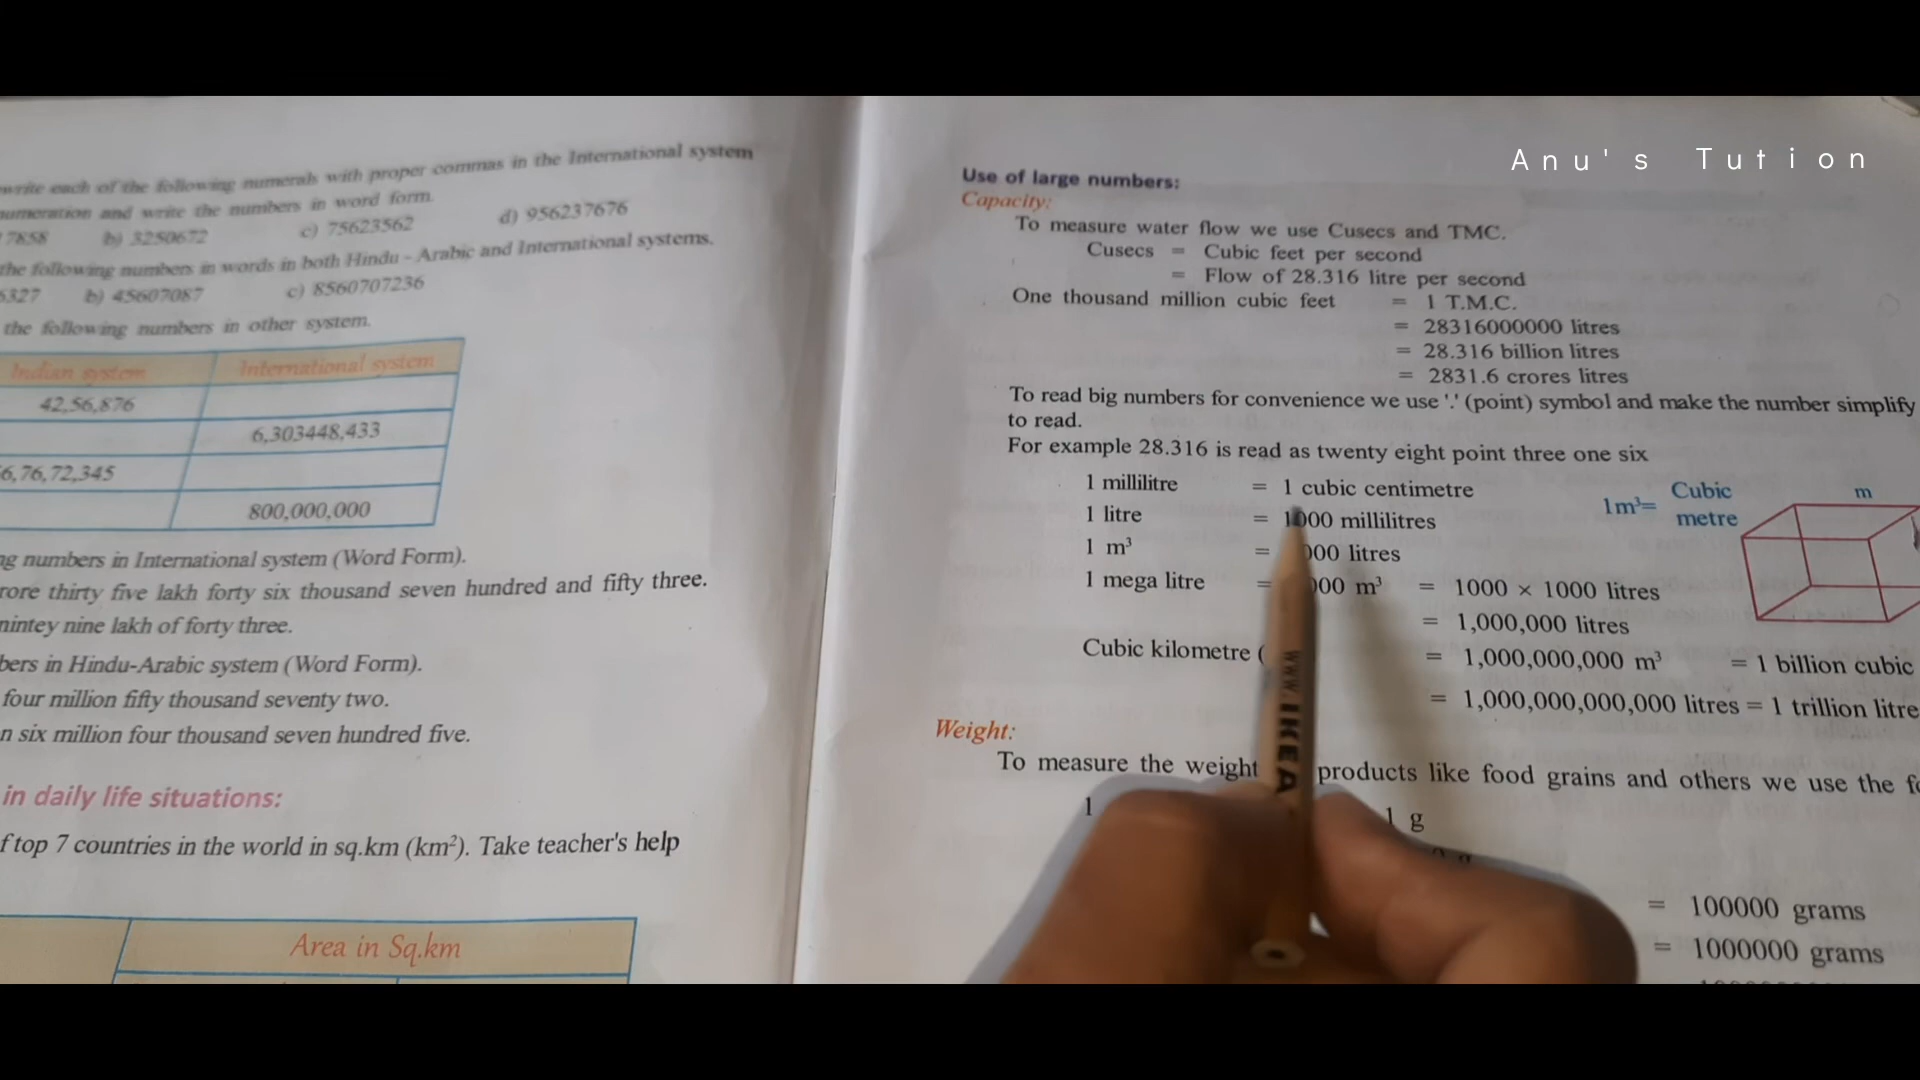 Anu's Tution
write each of the following numerals with proper commas in the International system
numeration and write the numbers in word form.
7858 b) 3250672 c) 75623562 d) 956237676
the following numbers in words in both Hindu - Arabic and International systems.
6327 b) 45607087 c) 8560707236
the following numbers in other system.
Indian system International system
42,56,876
6,303448,433
6,76,72,345
800,000,000
ng numbers in International system (Word Form).
rore thirty five lakh forty six thousand seven hundred and fifty three.
nintey nine lakh of forty three.
bers in Hindu-Arabic system (Word Form).
four million fifty thousand seventy two.
n six million four thousand seven hundred five.
in daily life situations:
f top 7 countries in the world in sq.km (km²). Take teacher's help
Area in Sq.km
Use of large numbers:
Capacity:
To measure water flow we use Cusecs and TMC.
Cusecs = Cubic feet per second
= Flow of 28.316 litre per second
One thousand million cubic feet = 1 T.M.C.
= 28316000000 litres
= 28.316 billion litres
= 2831.6 crores litres
To read big numbers for convenience we use '.' (point) symbol and make the number simplify
to read.
For example 28.316 is read as twenty eight point three one six
1 millilitre = 1 cubic centimetre
1 litre = 1000 millilitres
1 m³ = 000 litres
1 mega litre = 00 m³ = 1000 × 1000 litres
= 1,000,000 litres
1m³= Cubic
metre
m
Cubic kilometre ( = 1,000,000,000 m³ = 1 billion cubic
= 1,000,000,000,000 litres = 1 trillion litre
Weight:
To measure the weight products like food grains and others we use the fo
1 1 g
= 100000 grams
= 1000000 grams
www.IKEA